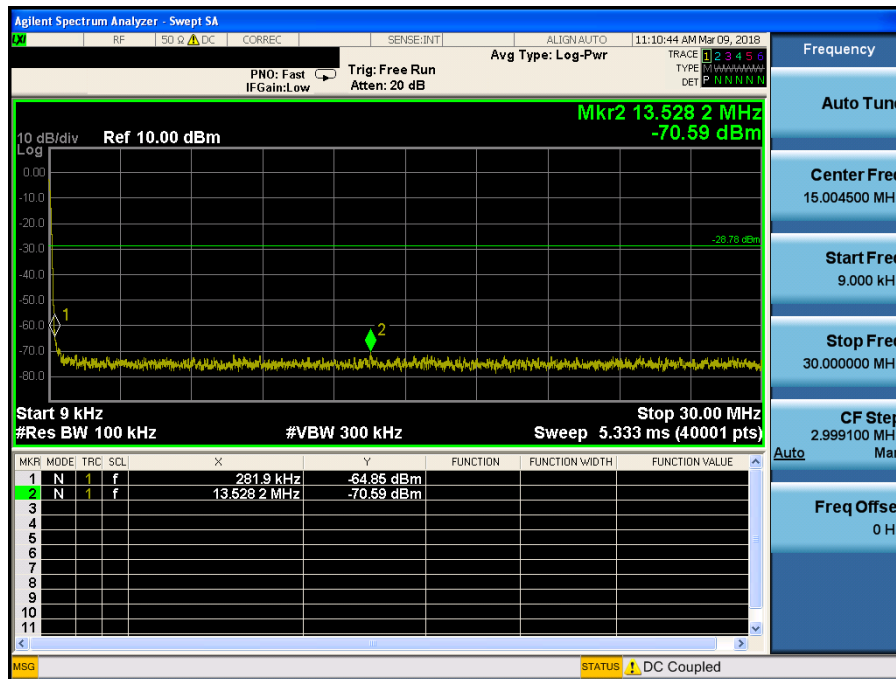 Agilent Spectrum Analyzer - Swept SA
LXI RF 50 Ω DC CORREC SENSE:INT ALIGN AUTO 11:10:44 AM Mar 09, 2018
Frequency
Avg Type: Log-Pwr TRACE 1 2 3 4 5 6
PNO: Fast Trig: Free Run TYPE M
IFGain:Low Atten: 20 dB DET P N N N N N
Auto Tune
Mkr2 13.528 2 MHz
-70.59 dBm
10 dB/div Ref 10.00 dBm
Log
0.00
-10.0
-20.0
-30.0
-40.0
-50.0
-60.0
-70.0
-80.0
-28.78 dBm
1
2
Center Freq
15.004500 MH
Start Freq
9.000 kH
Stop Freq
30.000000 MH
CF Step
2.999100 MH
Auto Man
Freq Offse
0 H
Start 9 kHz Stop 30.00 MHz
#Res BW 100 kHz #VBW 300 kHz Sweep 5.333 ms (40001 pts)
MKR MODE TRC SCL X Y FUNCTION FUNCTION WIDTH FUNCTION VALUE
1 N 1 f 281.9 kHz -64.85 dBm
2 N 1 f 13.528 2 MHz -70.59 dBm
3
4
5
6
7
8
9
10
11
MSG STATUS DC Coupled